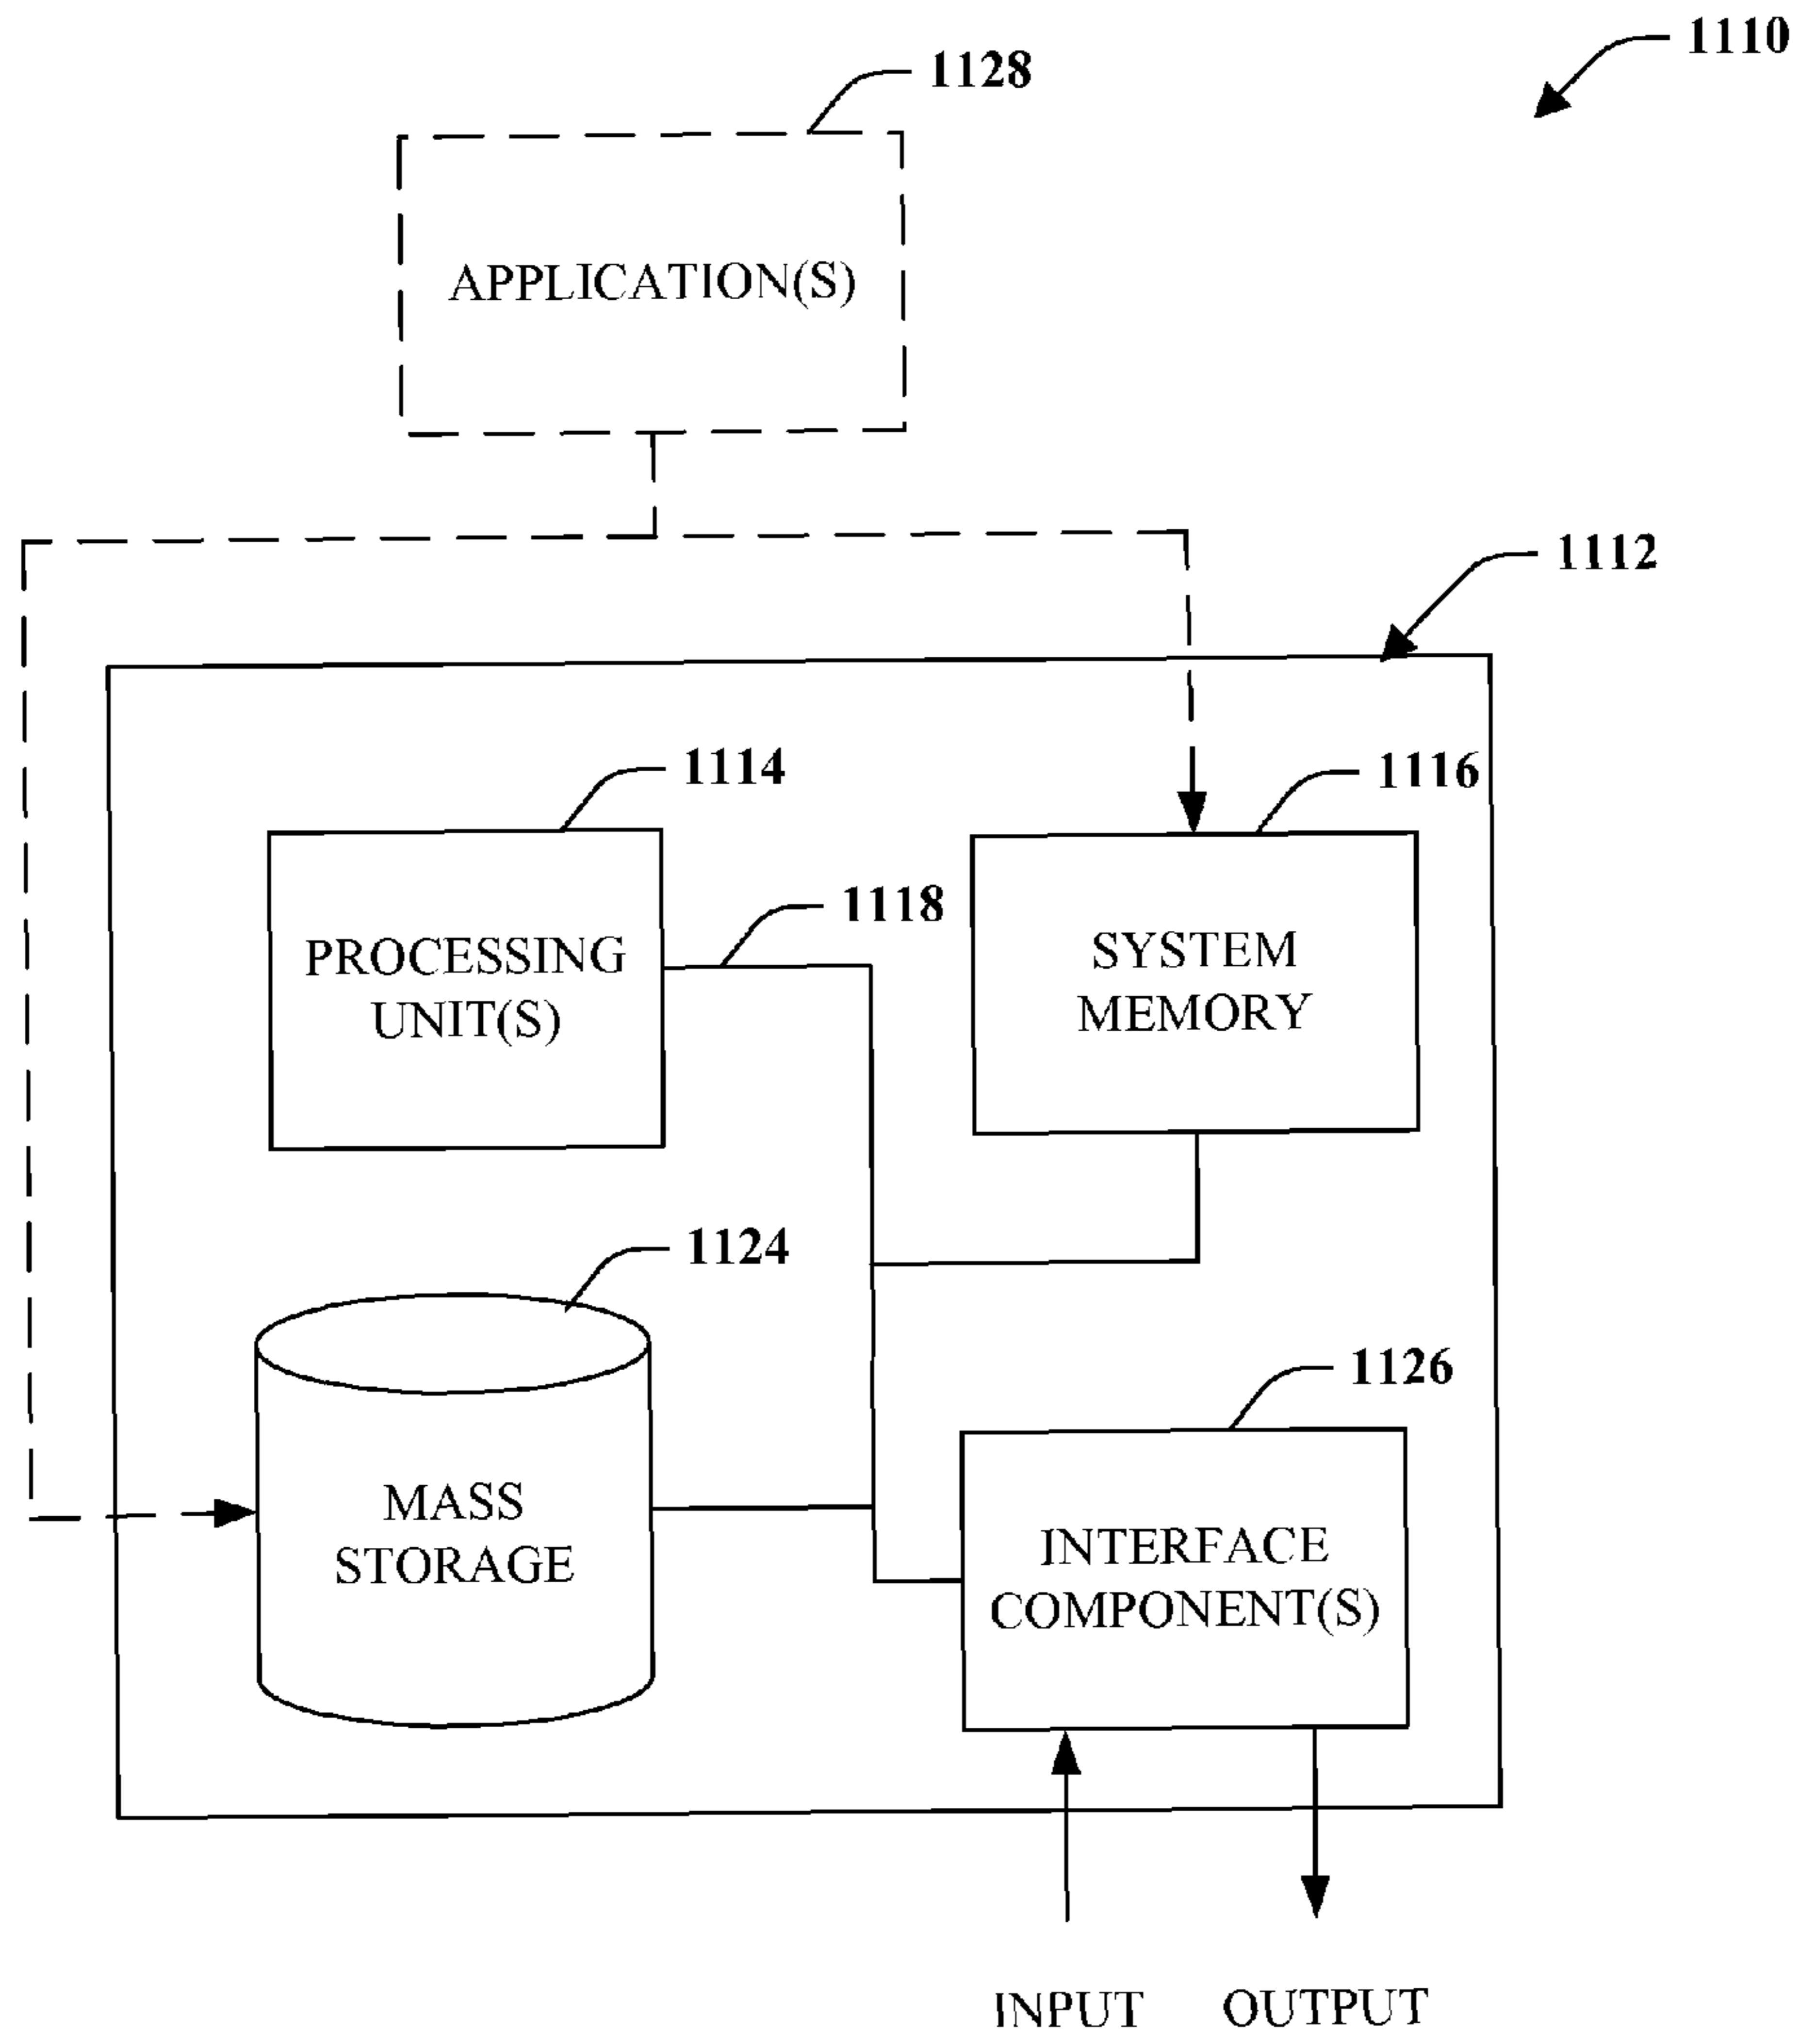 1110
1128
APPLICATION(S)
1112
1114
1116
1118
PROCESSING
UNIT(S)
SYSTEM
MEMORY
1124
1126
MASS
STORAGE
INTERFACE
COMPONENT(S)
INPUT
OUTPUT